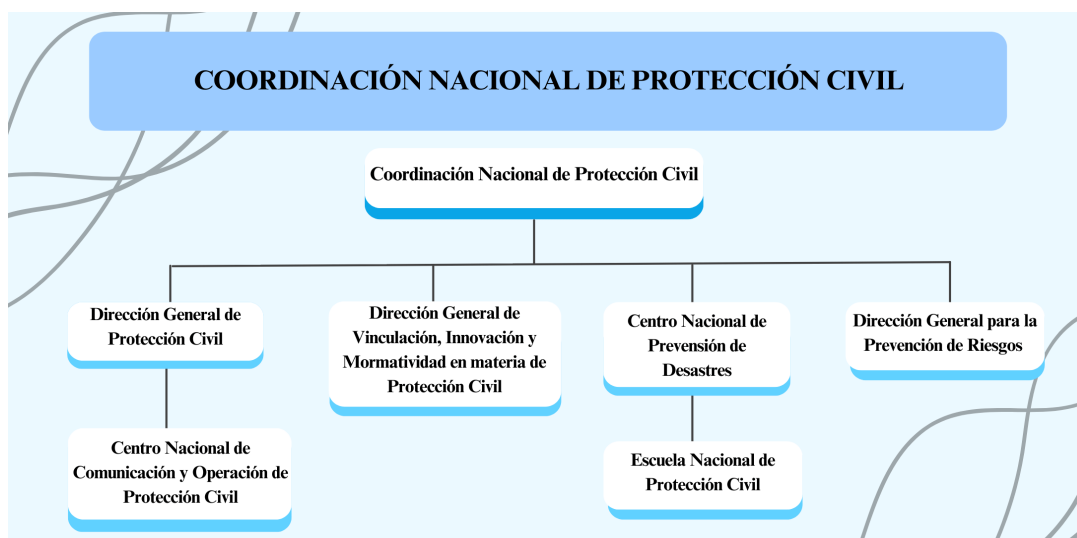 COORDINACIÓN NACIONAL DE PROTECCIÓN CIVIL
Coordinación Nacional de Protección Civil
Dirección General de
Protección Civil
Dirección General de
Vinculación, Innovación y
Mormatividad en materia de
Protección Civil
Centro Nacional de
Prevensión de
Desastres
Dirección General para la
Prevención de Riesgos
Centro Nacional de
Comunicación y Operación de
Protección Civil
Escuela Nacional de
Protección Civil